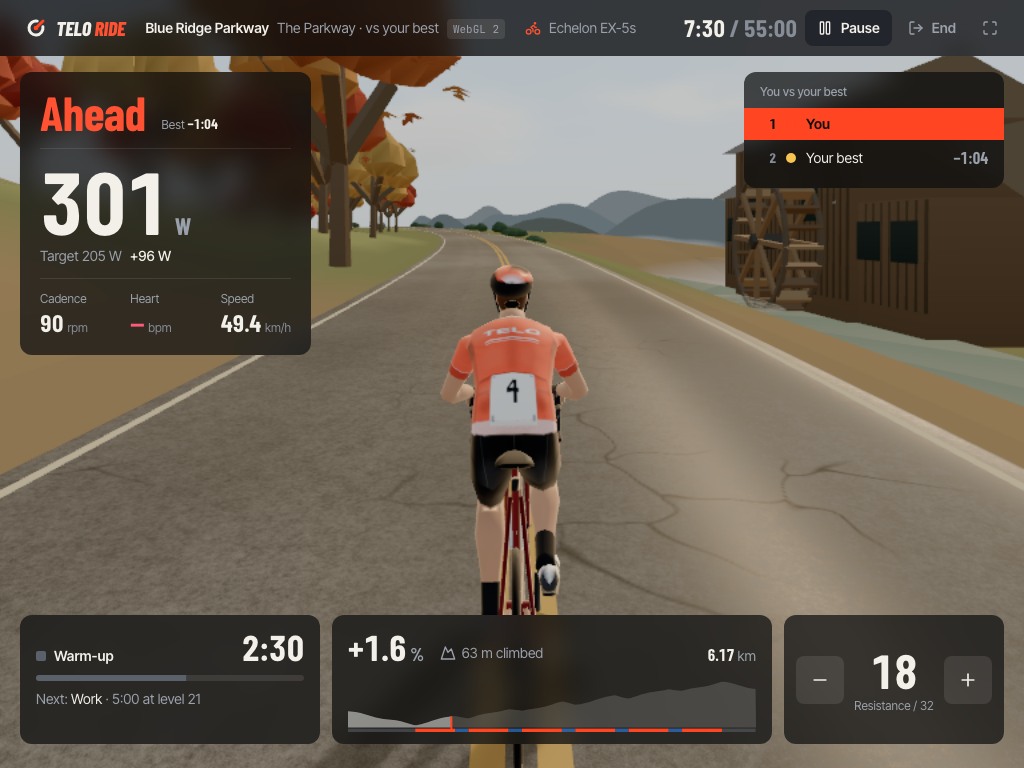 TELO RIDE
Blue Ridge Parkway The Parkway · vs your best WebGL 2
Echelon EX-5s
7:30 / 55:00
Pause
End
Ahead Best −1:04
301 W
Target 205 W +96 W
Cadence Heart Speed
90 rpm – bpm 49.4 km/h
You vs your best
1 You
2 Your best −1:04
TELO
4
Warm-up 2:30
Next: Work · 5:00 at level 21
+1.6 % 63 m climbed 6.17 km
− 18 +
Resistance / 32